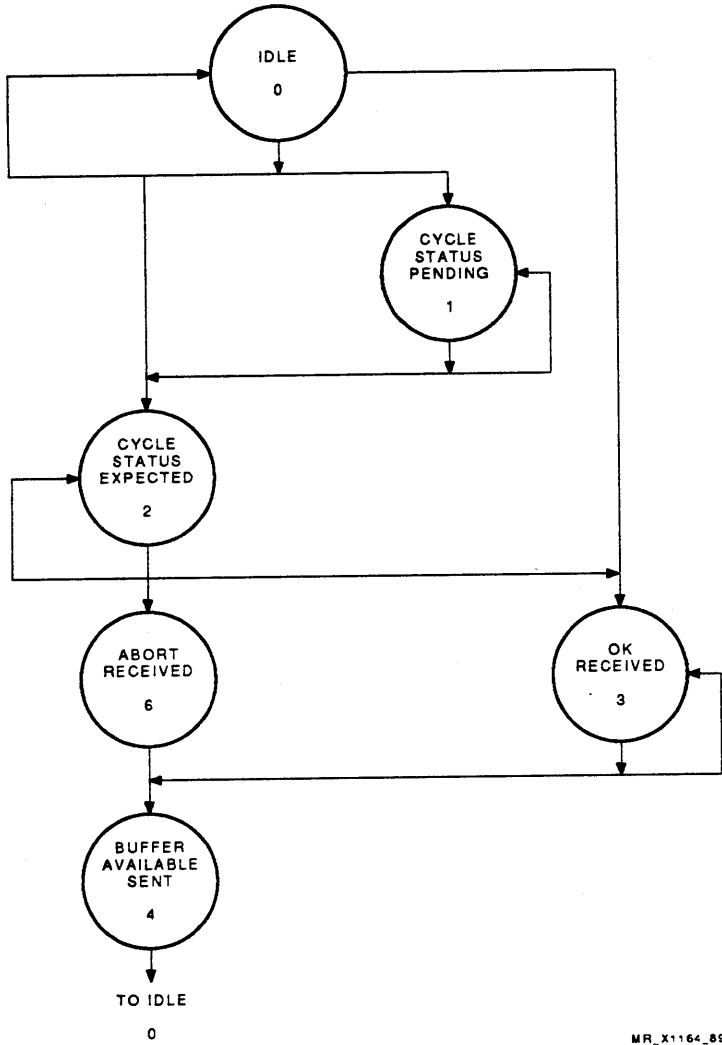 IDLE
0
CYCLE
STATUS
PENDING
1
CYCLE
STATUS
EXPECTED
2
ABORT
RECEIVED
6
OK
RECEIVED
3
BUFFER
AVAILABLE
SENT
4
TO IDLE
0
MR_X1164_89